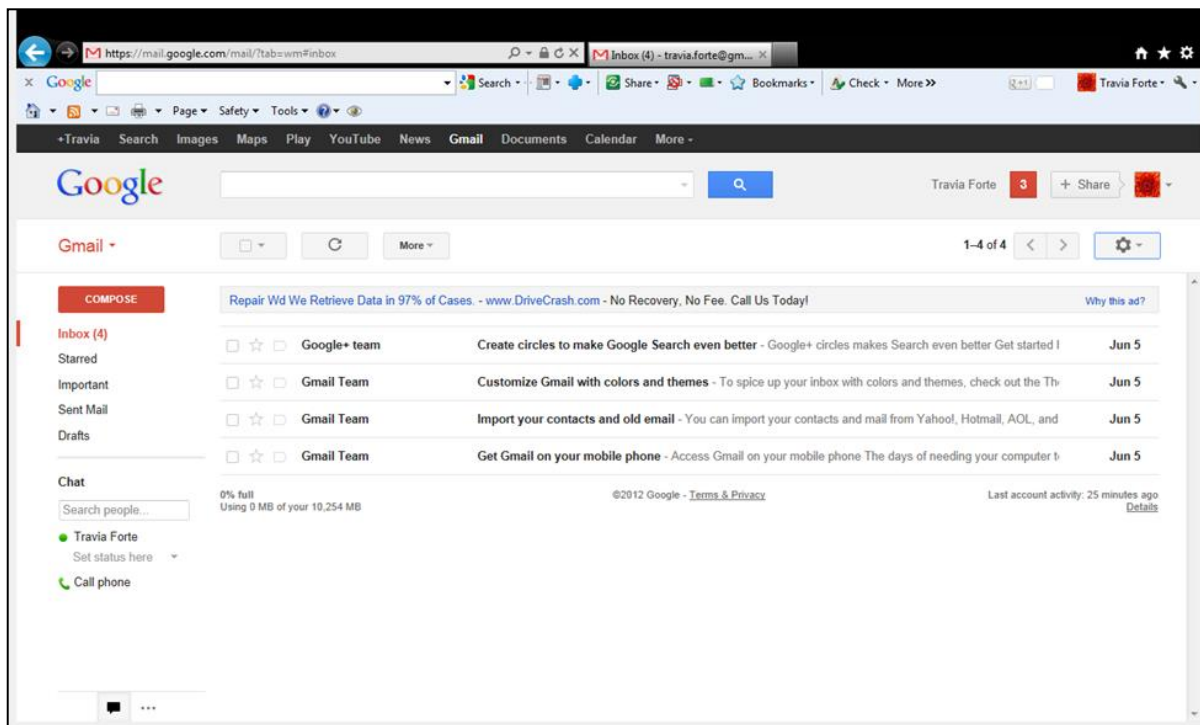 https://mail.google.com/mail/?tab=wm#inbox
Inbox (4) - travia.forte@gm...
Google Search Share Bookmarks Check More >> Travia Forte
Page Safety Tools
+Travia Search Images Maps Play YouTube News Gmail Documents Calendar More
Google Travia Forte 3 + Share
Gmail More 1–4 of 4
COMPOSE
Repair Wd We Retrieve Data in 97% of Cases. - www.DriveCrash.com - No Recovery, No Fee. Call Us Today! Why this ad?
Inbox (4)
Starred
Important
Sent Mail
Drafts
Google+ team Create circles to make Google Search even better - Google+ circles makes Search even better Get started Jun 5
Gmail Team Customize Gmail with colors and themes - To spice up your inbox with colors and themes, check out the Jun 5
Gmail Team Import your contacts and old email - You can import your contacts and mail from Yahoo!, Hotmail, AOL, and Jun 5
Gmail Team Get Gmail on your mobile phone - Access Gmail on your mobile phone The days of needing your computer Jun 5
Chat
Search people...
Travia Forte
Set status here
Call phone
0% full
Using 0 MB of your 10,254 MB
©2012 Google - Terms & Privacy
Last account activity: 25 minutes ago
Details